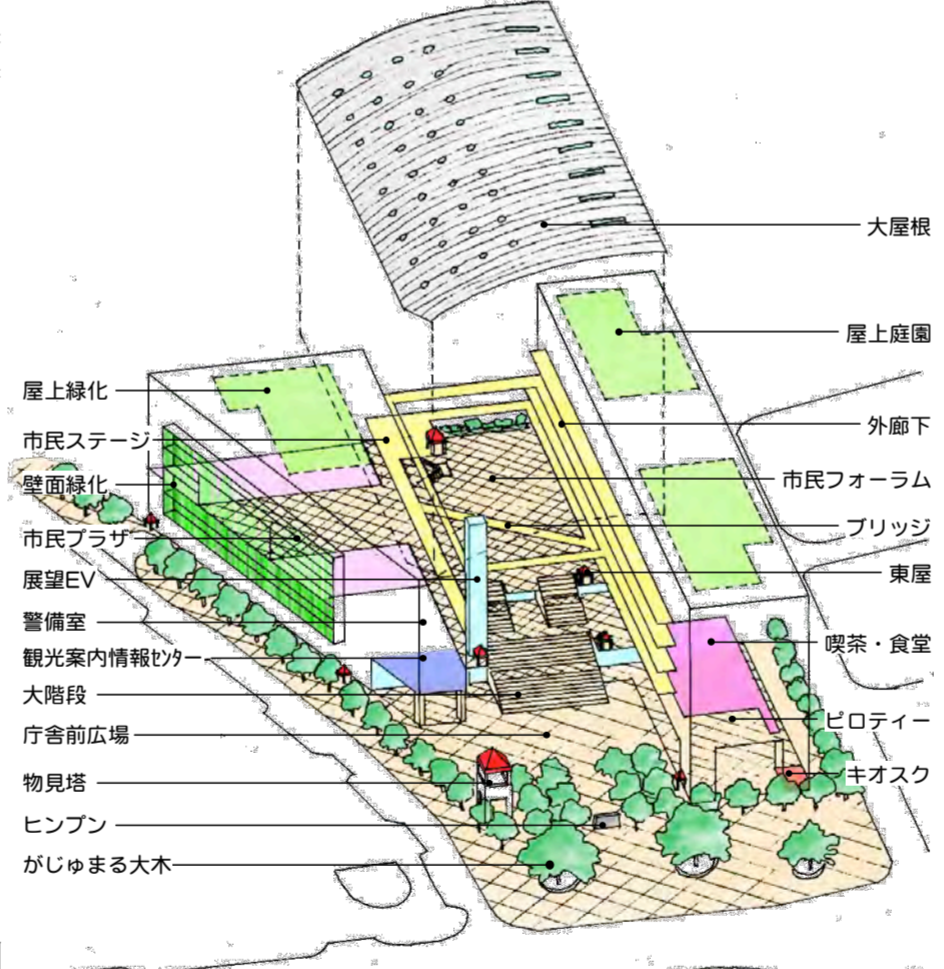 大屋根
屋上庭園
外廊下
市民フォーラム
ブリッジ
東屋
喫茶・食堂
ピロティー
キオスク
屋上緑化
市民ステージ
壁面緑化
市民プラザ
展望EV
警備室
観光案内情報ｾﾝﾀｰ
大階段
庁舎前広場
物見塔
ヒンプン
がじゅまる大木